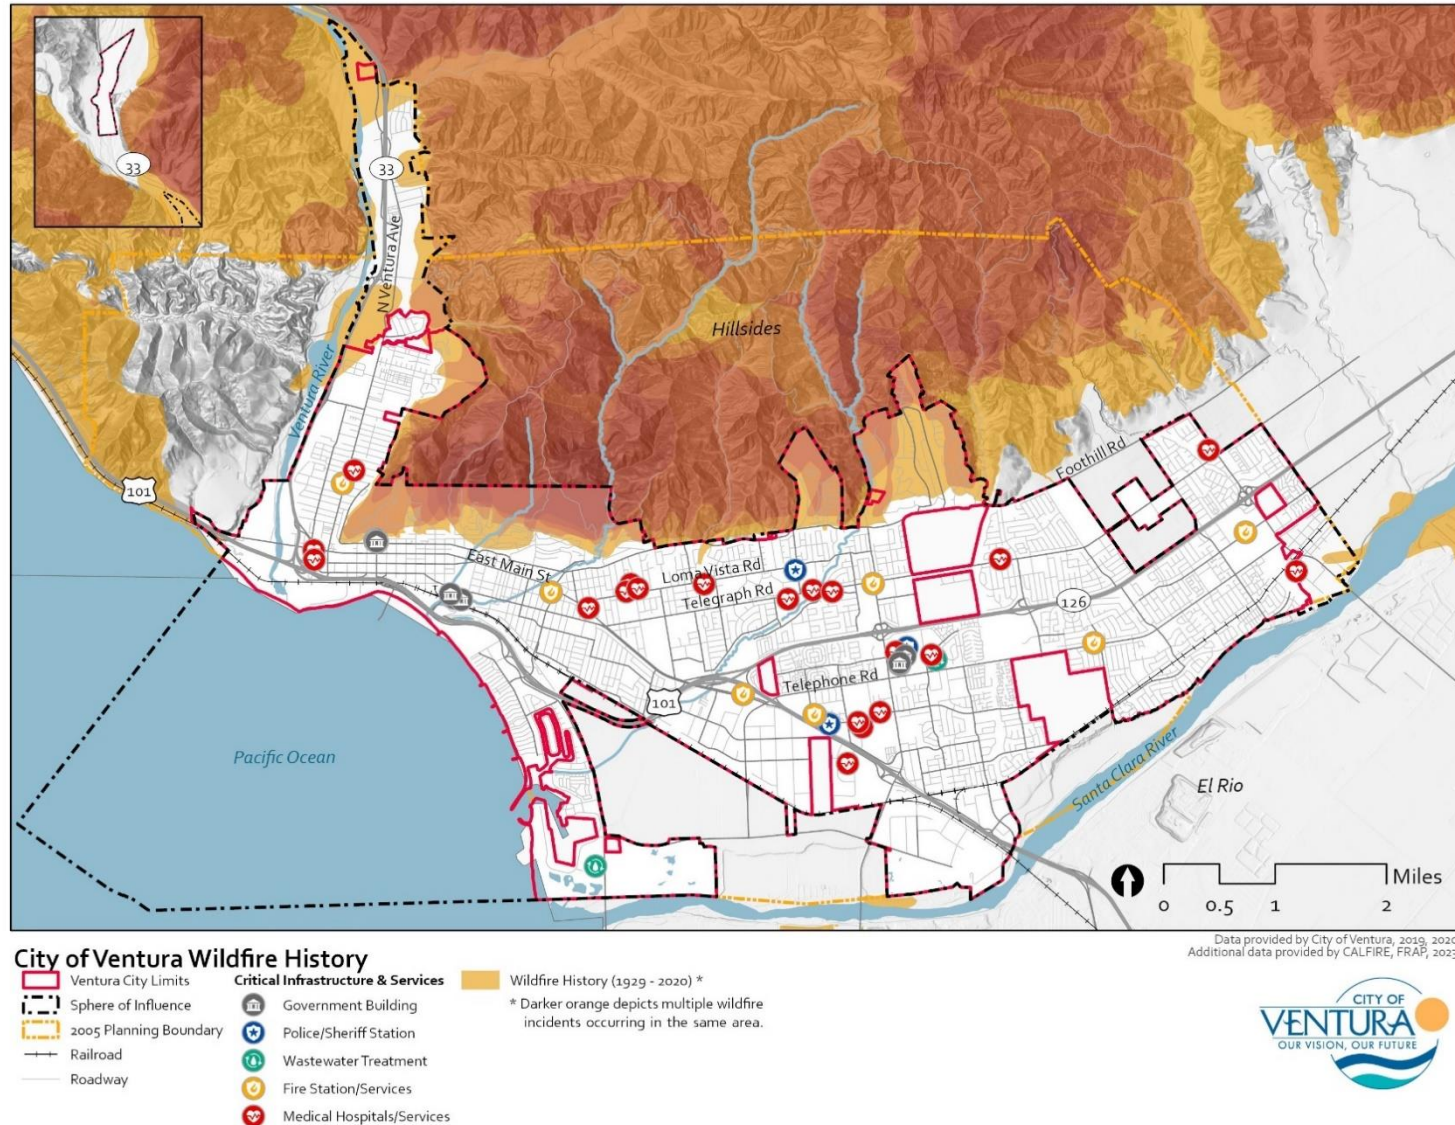 33
33
N Ventura Ave
Hillsides
Ventura River
Foothill Rd
101
East Main St
Loma Vista Rd
Telegraph Rd
126
Telephone Rd
101
Pacific Ocean
Santa Clara River
El Rio
Miles
0 0.5 1 2
Data provided by City of Ventura, 2019, 2020
Additional data provided by CALFIRE, FRAP, 2023
City of Ventura Wildfire History
Ventura City Limits
Sphere of Influence
2005 Planning Boundary
Railroad
Roadway
Critical Infrastructure & Services
Government Building
Police/Sheriff Station
Wastewater Treatment
Fire Station/Services
Medical Hospitals/Services
Wildfire History (1929 - 2020) *
* Darker orange depicts multiple wildfire
incidents occurring in the same area.
CITY OF
VENTURA
OUR VISION, OUR FUTURE